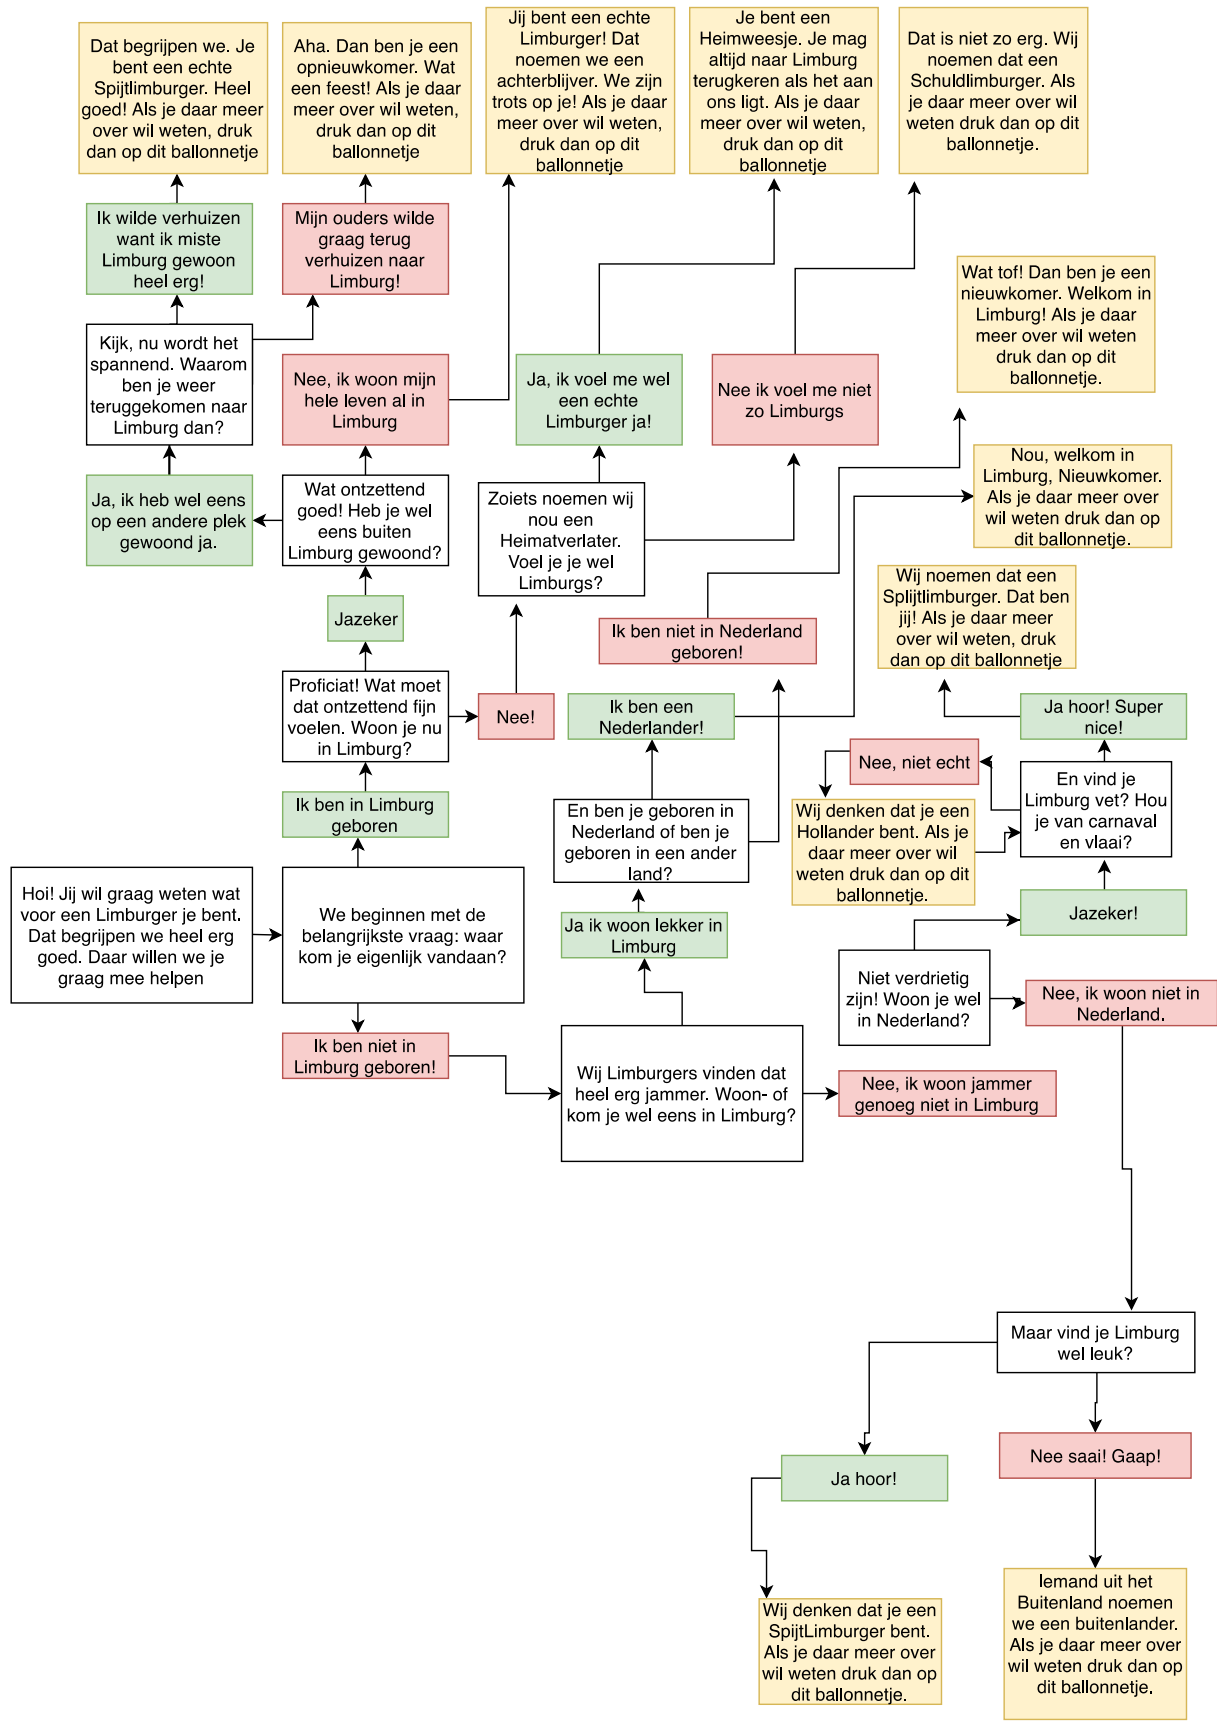 Dat begrijpen we. Je
bent een echte
Spijtlimburger. Heel
goed! Als je daar meer
over wil weten, druk
dan op dit ballonnetje
Aha. Dan ben je een
opnieuwkomer. Wat
een feest! Als je daar
meer over wil weten,
druk dan op dit
ballonnetje
Jij bent een echte
Limburger! Dat
noemen we een
achterblijver. We zijn
trots op je! Als je daar
meer over wil weten,
druk dan op dit
ballonnetje
Je bent een
Heimweesje. Je mag
altijd naar Limburg
terugkeren als het aan
ons ligt. Als je daar
meer over wil weten,
druk dan op dit
ballonnetje
Dat is niet zo erg. Wij
noemen dat een
Schuldlimburger. Als
je daar meer over wil
weten druk dan op dit
ballonnetje.
Ik wilde verhuizen
want ik miste
Limburg gewoon
heel erg!
Mijn ouders wilde
graag terug
verhuizen naar
Limburg!
Wat tof! Dan ben je een
nieuwkomer. Welkom in
Limburg! Als je daar
meer over wil weten
druk dan op dit
ballonnetje.
Kijk, nu wordt het
spannend. Waarom
ben je weer
teruggekomen naar
Limburg dan?
Nee, ik woon mijn
hele leven al in
Limburg
Ja, ik voel me wel
een echte
Limburger ja!
Nee ik voel me niet
zo Limburgs
Nou, welkom in
Limburg, Nieuwkomer.
Als je daar meer over
wil weten druk dan op
dit ballonnetje.
Ja, ik heb wel eens
op een andere plek
gewoond ja.
Wat ontzettend
goed! Heb je wel
eens buiten
Limburg gewoond?
Zoiets noemen wij
nou een
Heimatverlater.
Voel je je wel
Limburgs?
Wij noemen dat een
Splijtlimburger. Dat ben
jij! Als je daar meer
over wil weten, druk
dan op dit ballonnetje
Jazeker
Ik ben niet in Nederland
geboren!
Proficiat! Wat moet
dat ontzettend fijn
voelen. Woon je nu
in Limburg?
Nee!
Ik ben een
Nederlander!
Ja hoor! Super
nice!
Nee, niet echt
En vind je
Limburg vet? Hou
je van carnaval
en vlaai?
Ik ben in Limburg
geboren
En ben je geboren in
Nederland of ben je
geboren in een ander
land?
Wij denken dat je een
Hollander bent. Als je
daar meer over wil
weten druk dan op dit
ballonnetje.
Hoi! Jij wil graag weten wat
voor een Limburger je bent.
Dat begrijpen we heel erg
goed. Daar willen we je
graag mee helpen
We beginnen met de
belangrijkste vraag: waar
kom je eigenlijk vandaan?
Ja ik woon lekker in
Limburg
Jazeker!
Niet verdrietig
zijn! Woon je wel
in Nederland?
Nee, ik woon niet in
Nederland.
Ik ben niet in
Limburg geboren!
Wij Limburgers vinden dat
heel erg jammer. Woon- of
kom je wel eens in Limburg?
Nee, ik woon jammer
genoeg niet in Limburg
Maar vind je Limburg
wel leuk?
Ja hoor!
Nee saai! Gaap!
Wij denken dat je een
SpijtLimburger bent.
Als je daar meer over
wil weten druk dan op
dit ballonnetje.
Iemand uit het
Buitenland noemen
we een buitenlander.
Als je daar meer over
wil weten druk dan op
dit ballonnetje.